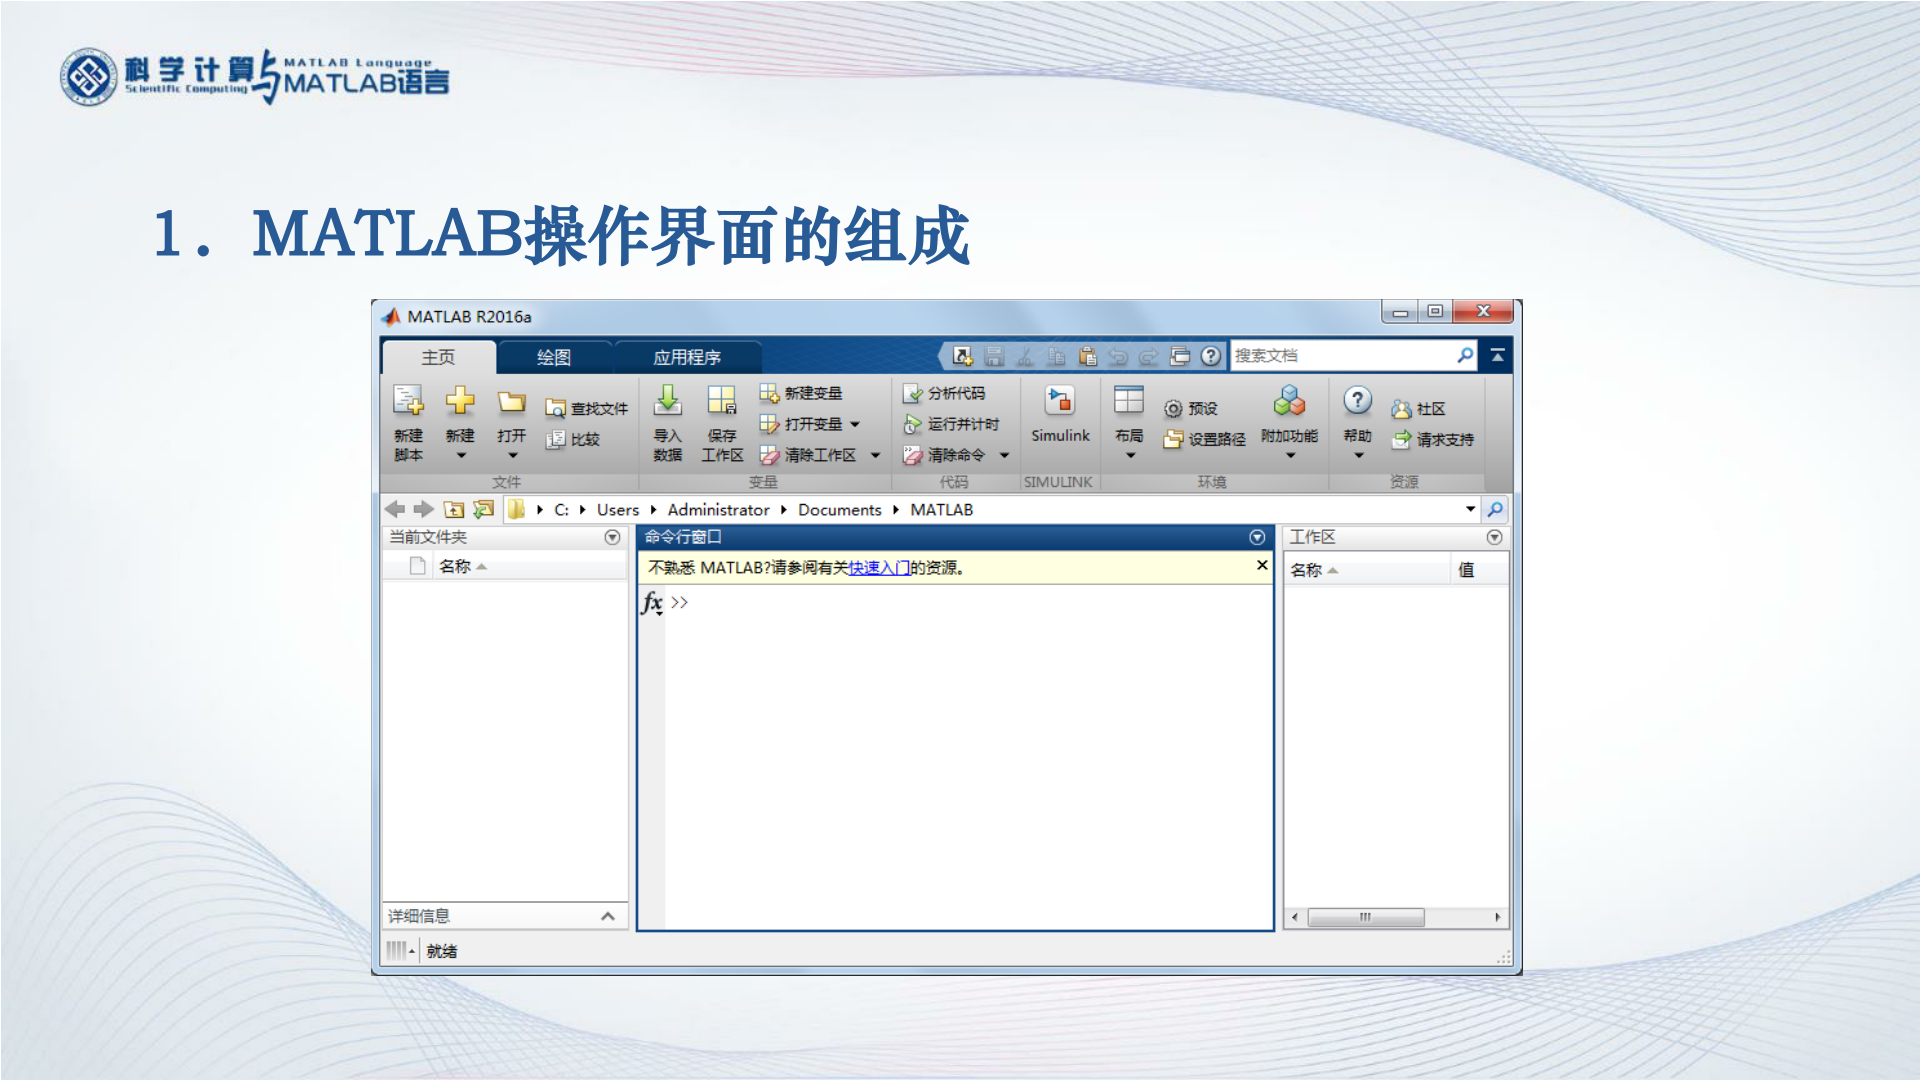 科学计算与MATLAB语言
MATLAB Language
Scientific Computing
1. MATLAB操作界面的组成
MATLAB R2016a
主页 绘图 应用程序 搜索文档
新建脚本 新建 打开 查找文件 比较
导入数据 保存工作区 新建变量 打开变量 清除工作区
分析代码 运行并计时 清除命令
Simulink 布局 预设 设置路径 附加功能 帮助 社区 请求支持
文件 变量 代码 SIMULINK 环境 资源
C: Users Administrator Documents MATLAB
当前文件夹 命令行窗口 工作区
名称 不熟悉 MATLAB?请参阅有关快速入门的资源。 名称 值
fx >>
详细信息
就绪